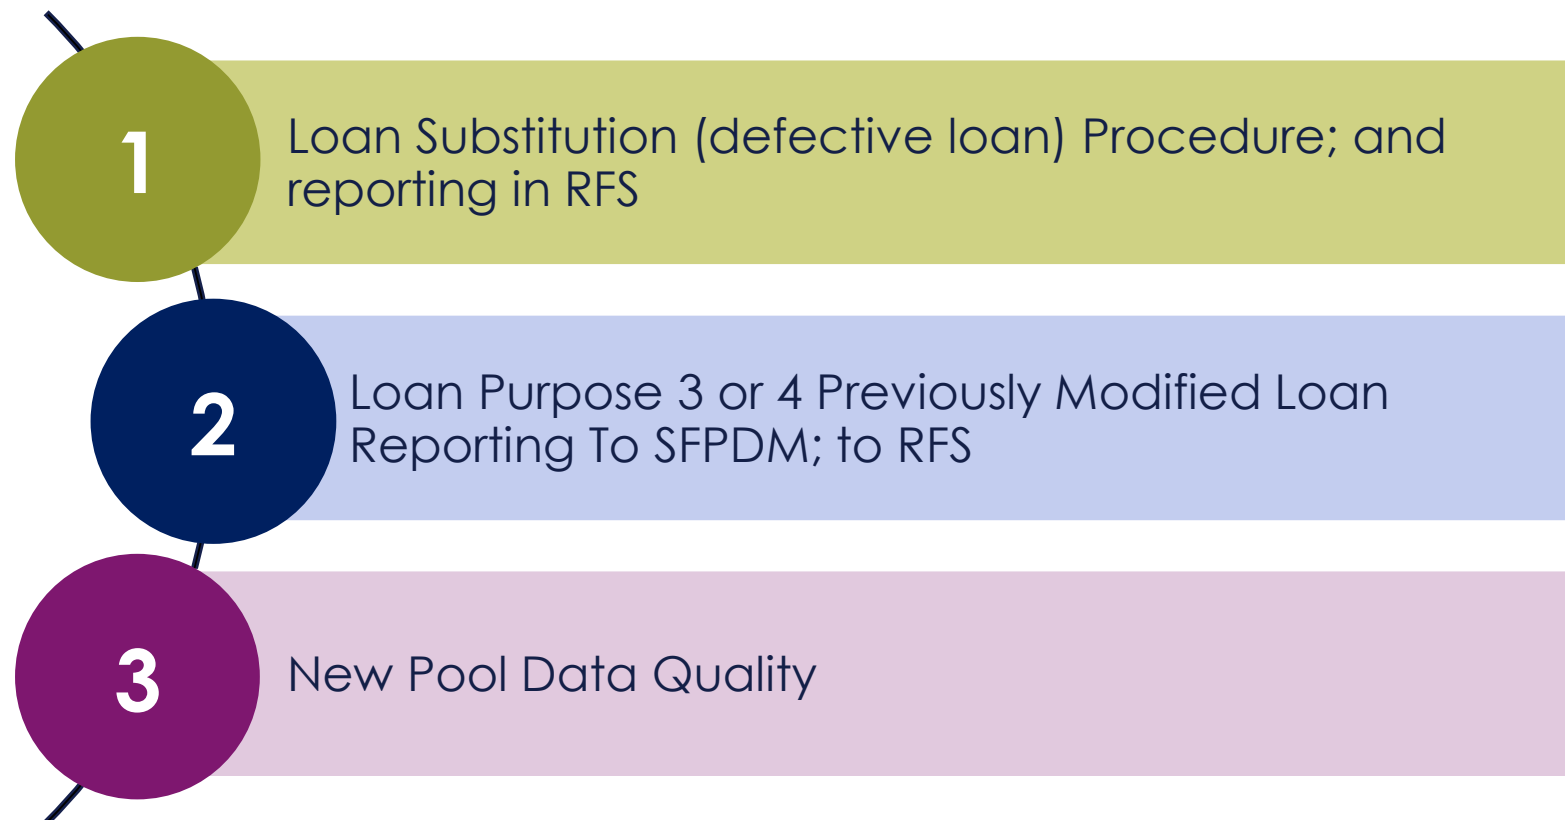 1
Loan Substitution (defective loan) Procedure; and
reporting in RFS
2
Loan Purpose 3 or 4 Previously Modified Loan
Reporting To SFPDM; to RFS
3
New Pool Data Quality